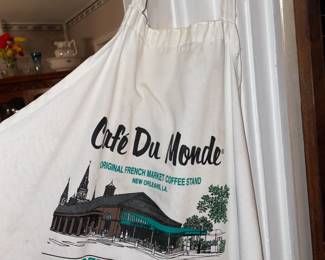 Café Du Monde®
ORIGINAL FRENCH MARKET COFFEE STAND
NEW ORLEANS, LA.